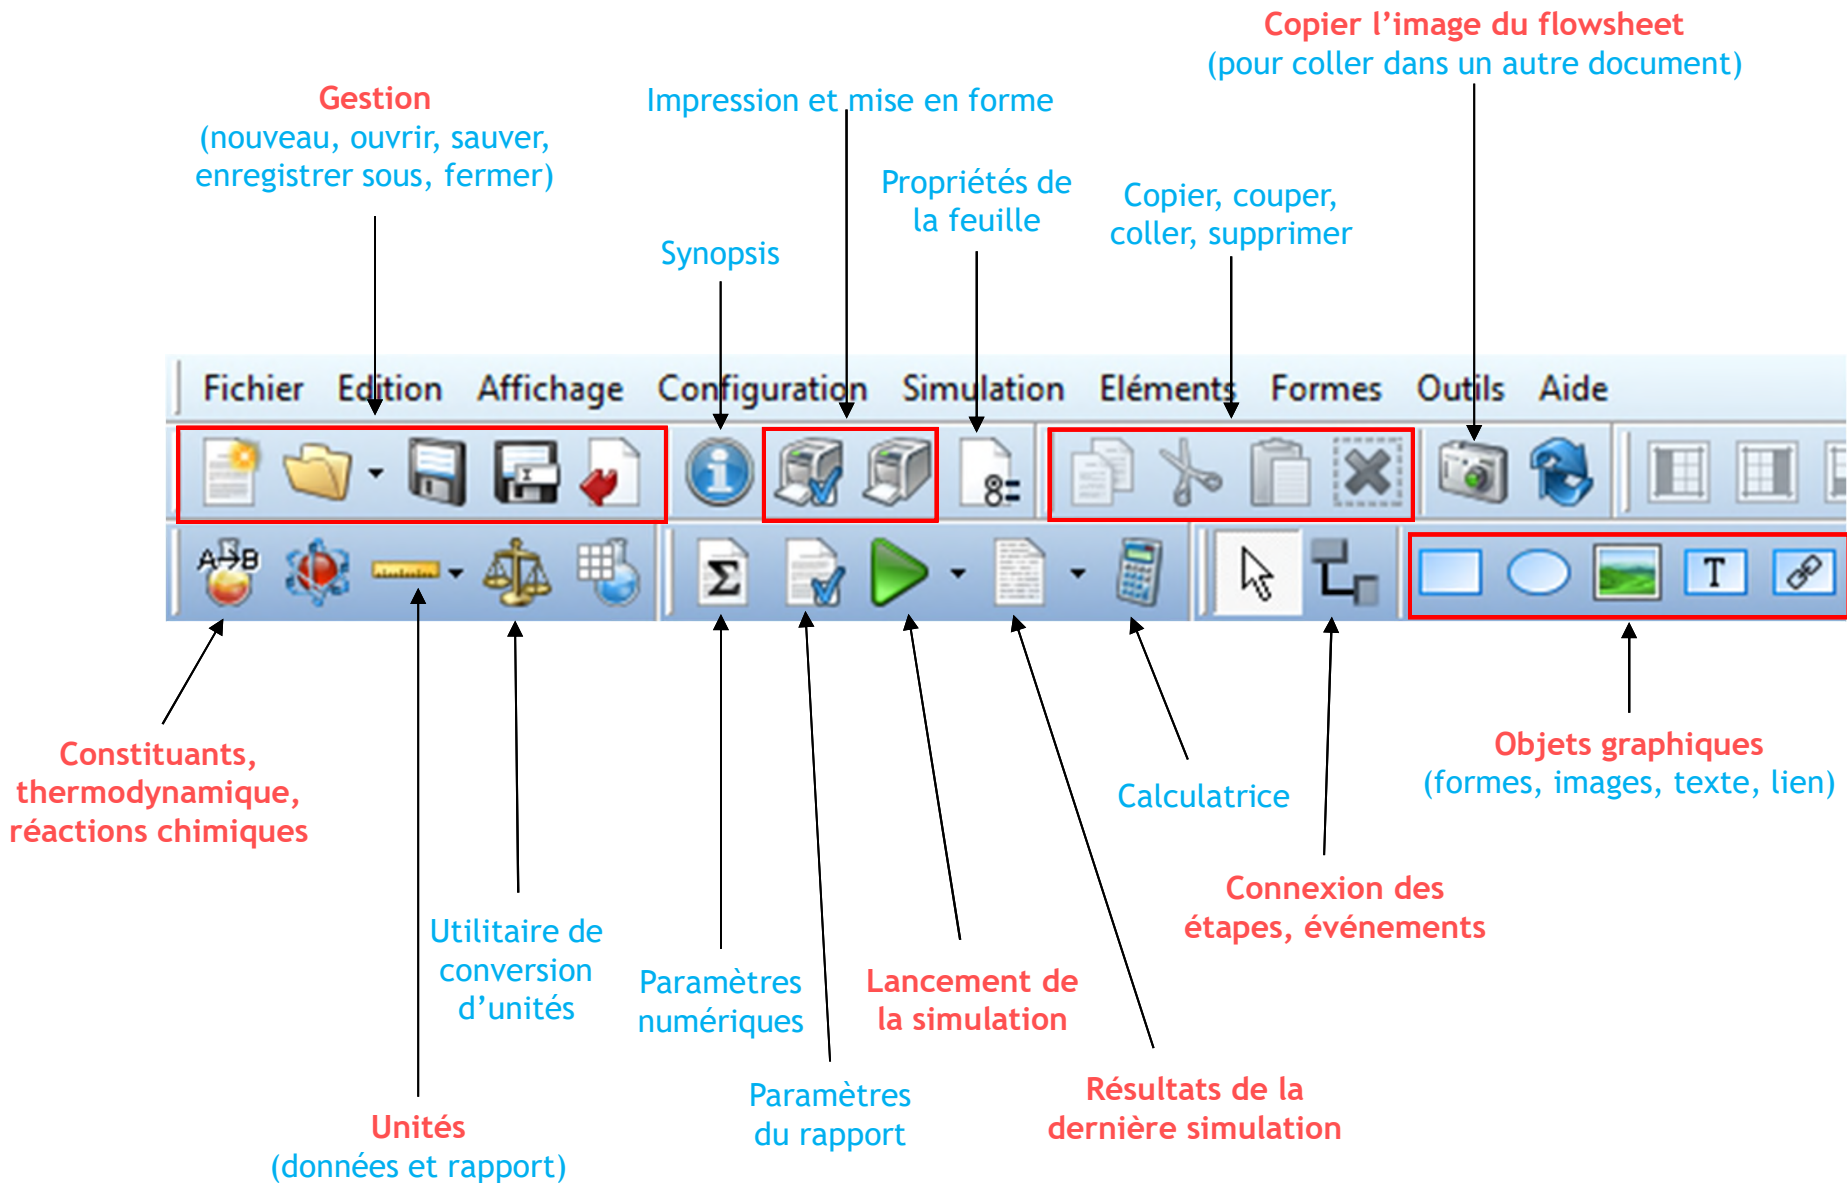 Copier l’image du flowsheet
(pour coller dans un autre document)
Gestion
(nouveau, ouvrir, sauver,
enregistrer sous, fermer)
Impression et mise en forme
Propriétés de
la feuille
Copier, couper,
coller, supprimer
Synopsis
Fichier Edition Affichage Configuration Simulation Eléments Formes Outils Aide
8=
A→B
Σ
T
Constituants,
thermodynamique,
réactions chimiques
Objets graphiques
(formes, images, texte, lien)
Calculatrice
Connexion des
étapes, événements
Utilitaire de
conversion
d’unités
Paramètres
numériques
Lancement de
la simulation
Paramètres
du rapport
Résultats de la
dernière simulation
Unités
(données et rapport)